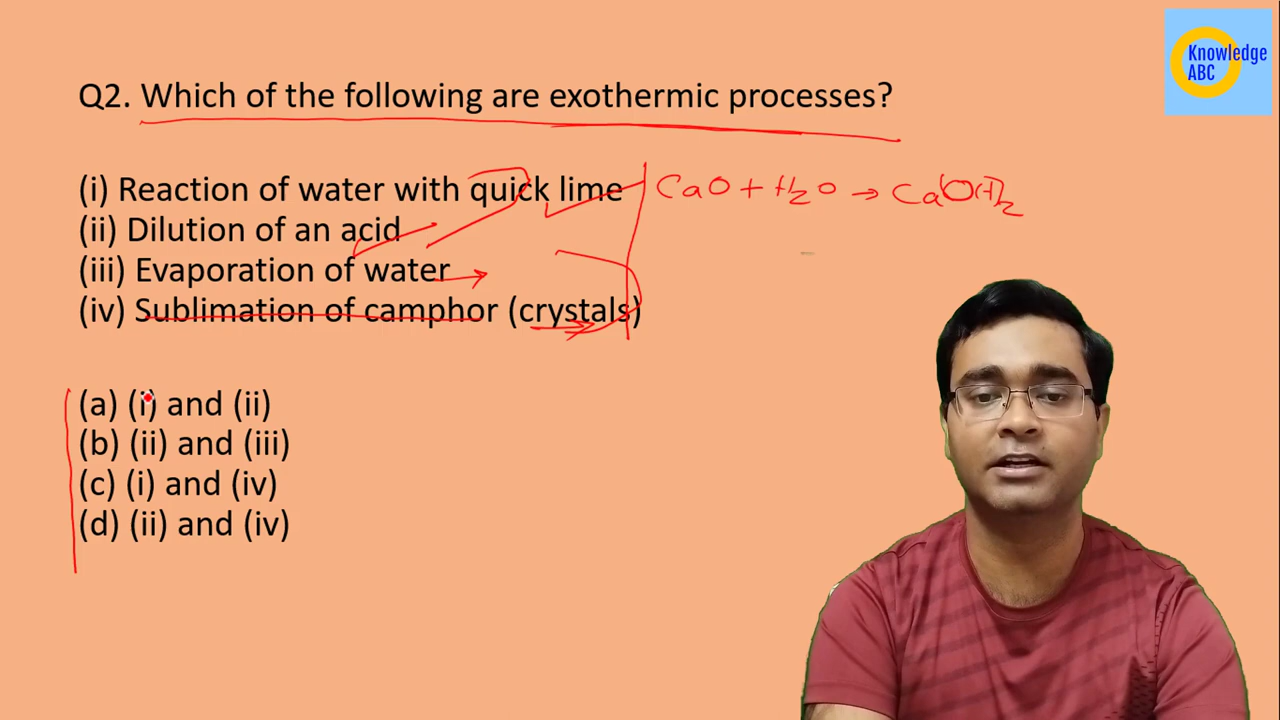 Knowledge
ABC
Q2. Which of the following are exothermic processes?
(i) Reaction of water with quick lime
CaO + H2O → Ca(OH)2
(ii) Dilution of an acid
(iii) Evaporation of water
(iv) Sublimation of camphor (crystals)
(a) (i) and (ii)
(b) (ii) and (iii)
(c) (i) and (iv)
(d) (ii) and (iv)